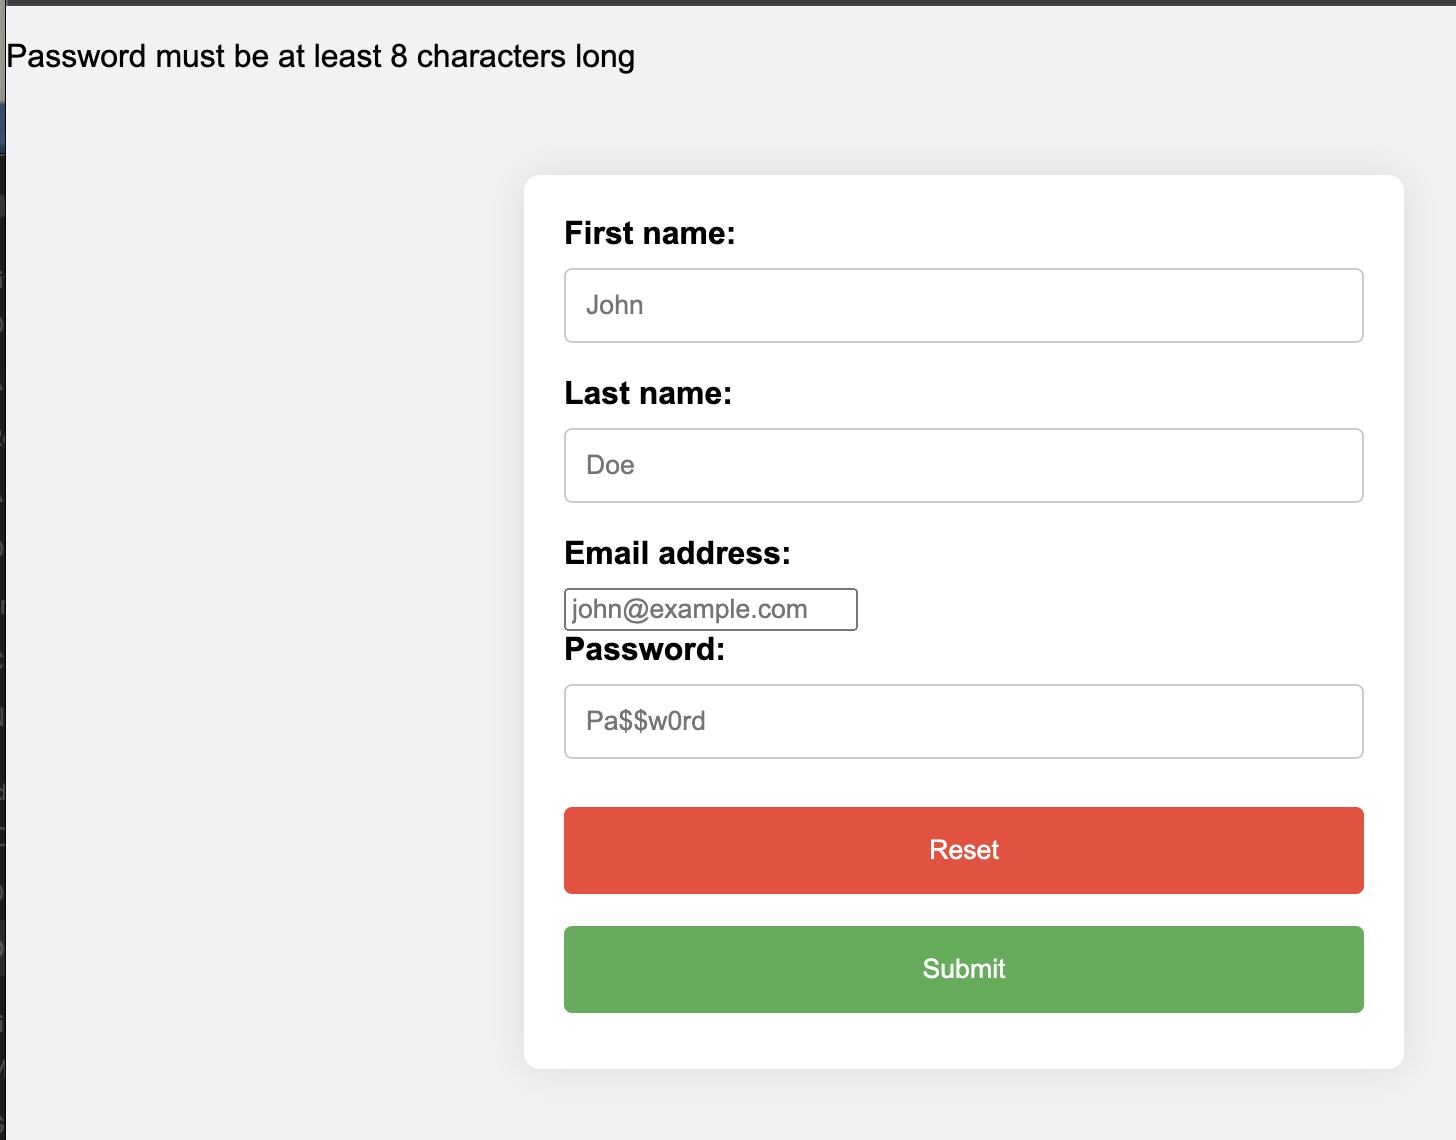 Password must be at least 8 characters long
First name:
John
Last name:
Doe
Email address:
john@example.com
Password:
Pa$$w0rd
Reset
Submit